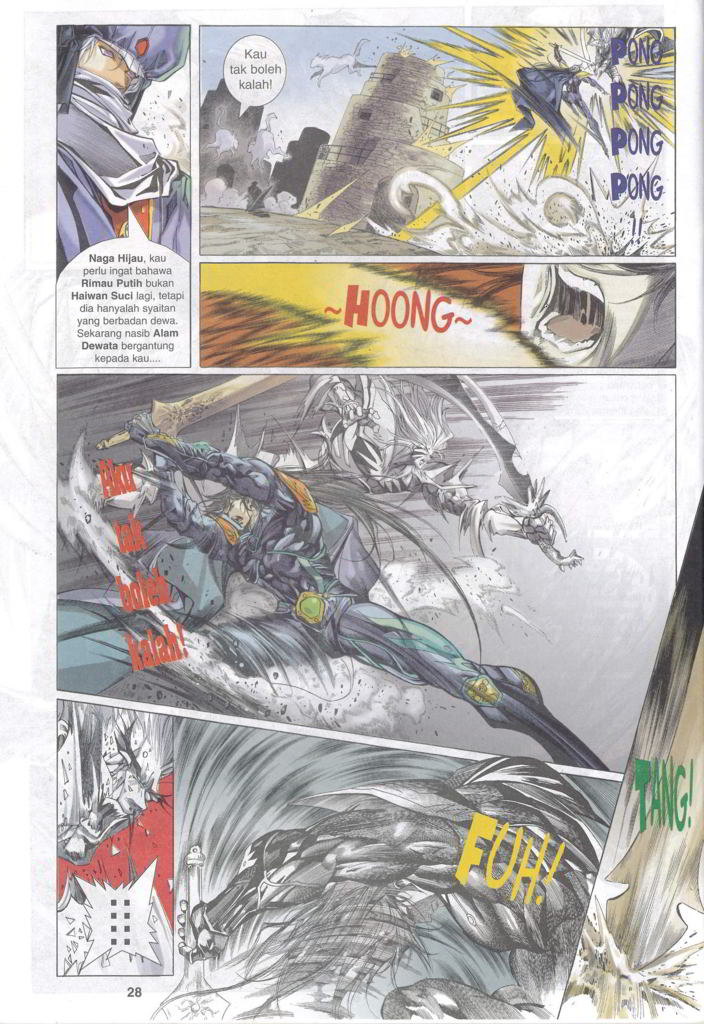 Naga Hijau, kau
perlu ingat bahawa
Rimau Putih bukan
Haiwan Suci lagi, tetapi
dia hanyalah syaitan
yang berbadan dewa.
Sekarang nasib Alam
Dewata bergantung
kepada kau....
Kau
tak boleh
kalah!
PONG
PONG
PONG
PONG
!!
~HOONG~
Aku
tak
boleh
kalah!
TANG!
FUH!
28